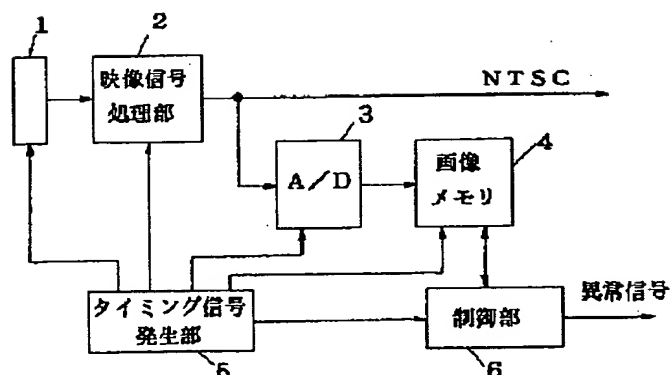 1
2
映像信号
処理部
NTSC
3
A/D
4
画像
メモリ
タイミング信号
発生部
5
制御部
6
異常信号